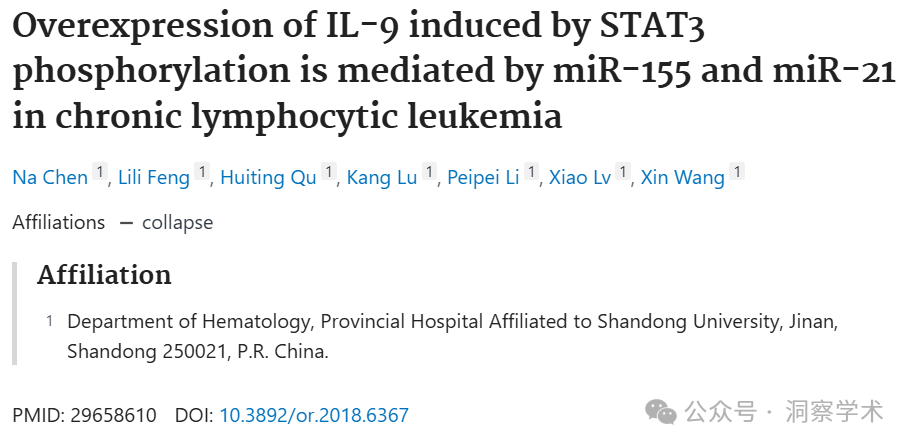 Overexpression of IL-9 induced by STAT3
phosphorylation is mediated by miR-155 and miR-21
in chronic lymphocytic leukemia
Na Chen 1, Lili Feng 1, Huiting Qu 1, Kang Lu 1, Peipei Li 1, Xiao Lv 1, Xin Wang 1
Affiliations − collapse
Affiliation
1 Department of Hematology, Provincial Hospital Affiliated to Shandong University, Jinan,
Shandong 250021, P.R. China.
PMID: 29658610 DOI: 10.3892/or.2018.6367
公众号 · 洞察学术